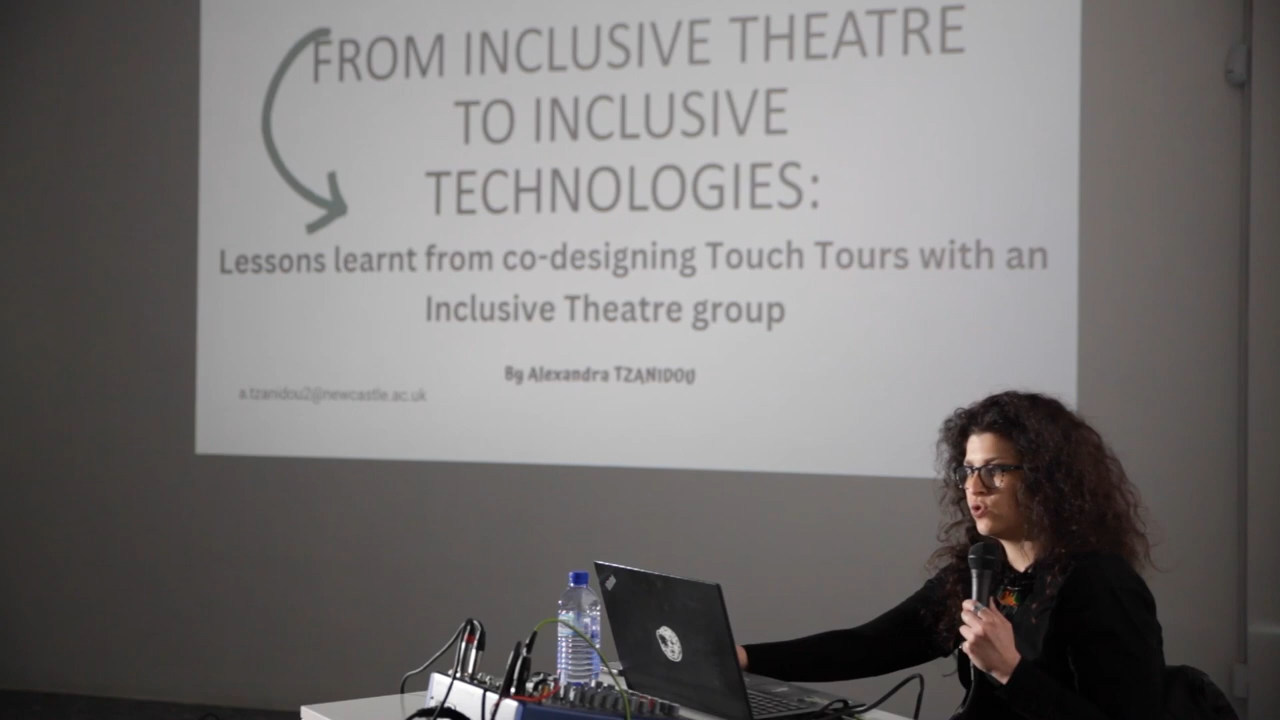 FROM INCLUSIVE THEATRE
TO INCLUSIVE
TECHNOLOGIES:
Lessons learnt from co-designing Touch Tours with an
Inclusive Theatre group
By Alexandra TZANIDOU
a.tzanidou2@newcastle.ac.uk